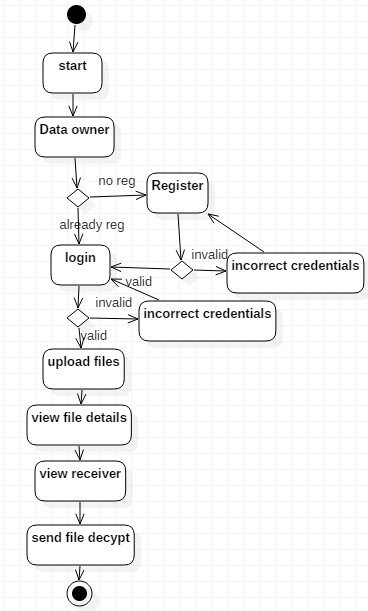 start
Data owner
no reg
Register
already reg
login
invalid
incorrect credentials
valid
invalid
incorrect credentials
valid
upload files
view file details
view receiver
send file decypt